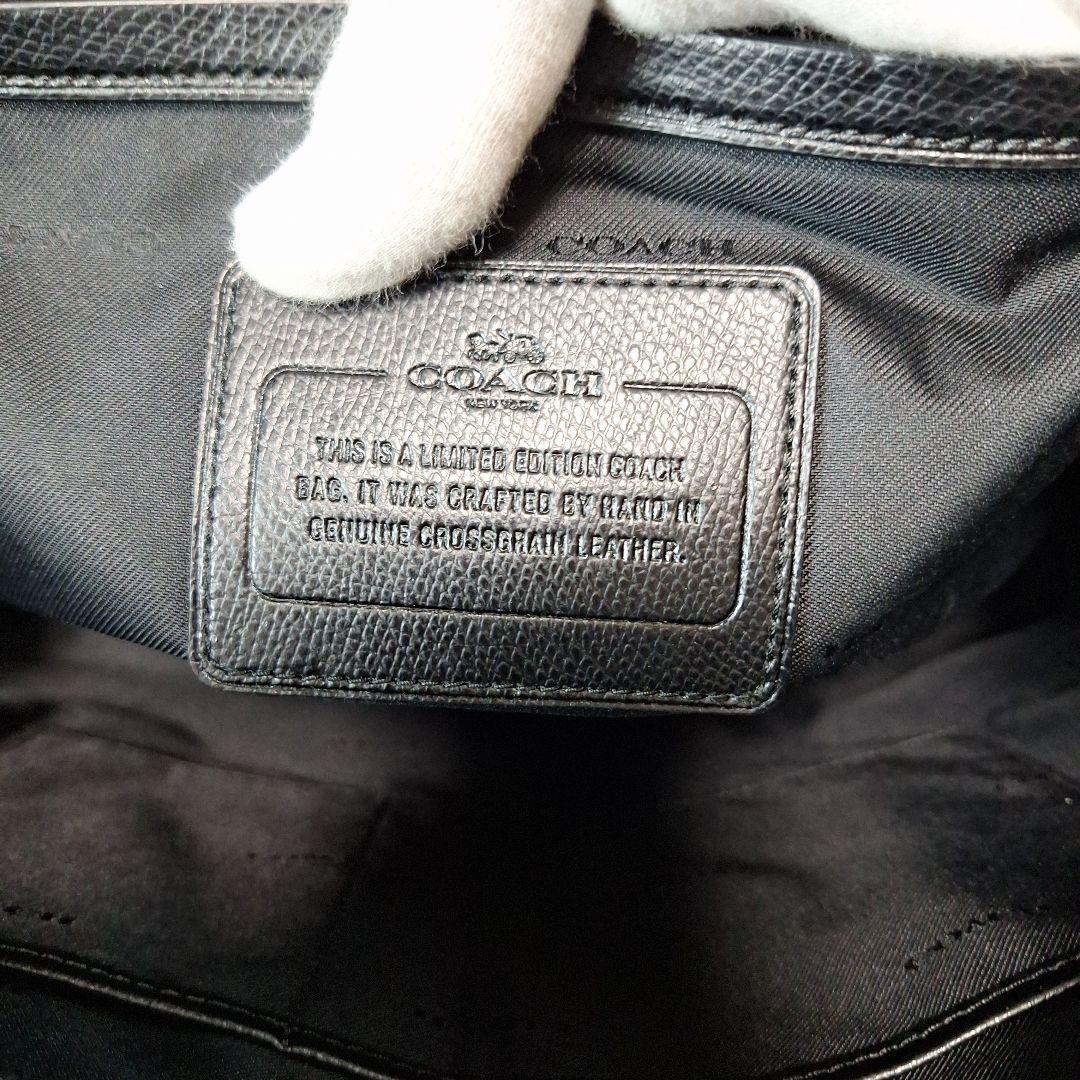 COACH
COACH
NEW YORK
THIS IS A LIMITED EDITION COACH
BAG. IT WAS CRAFTED BY HAND IN
GENUINE CROSSGRAIN LEATHER.